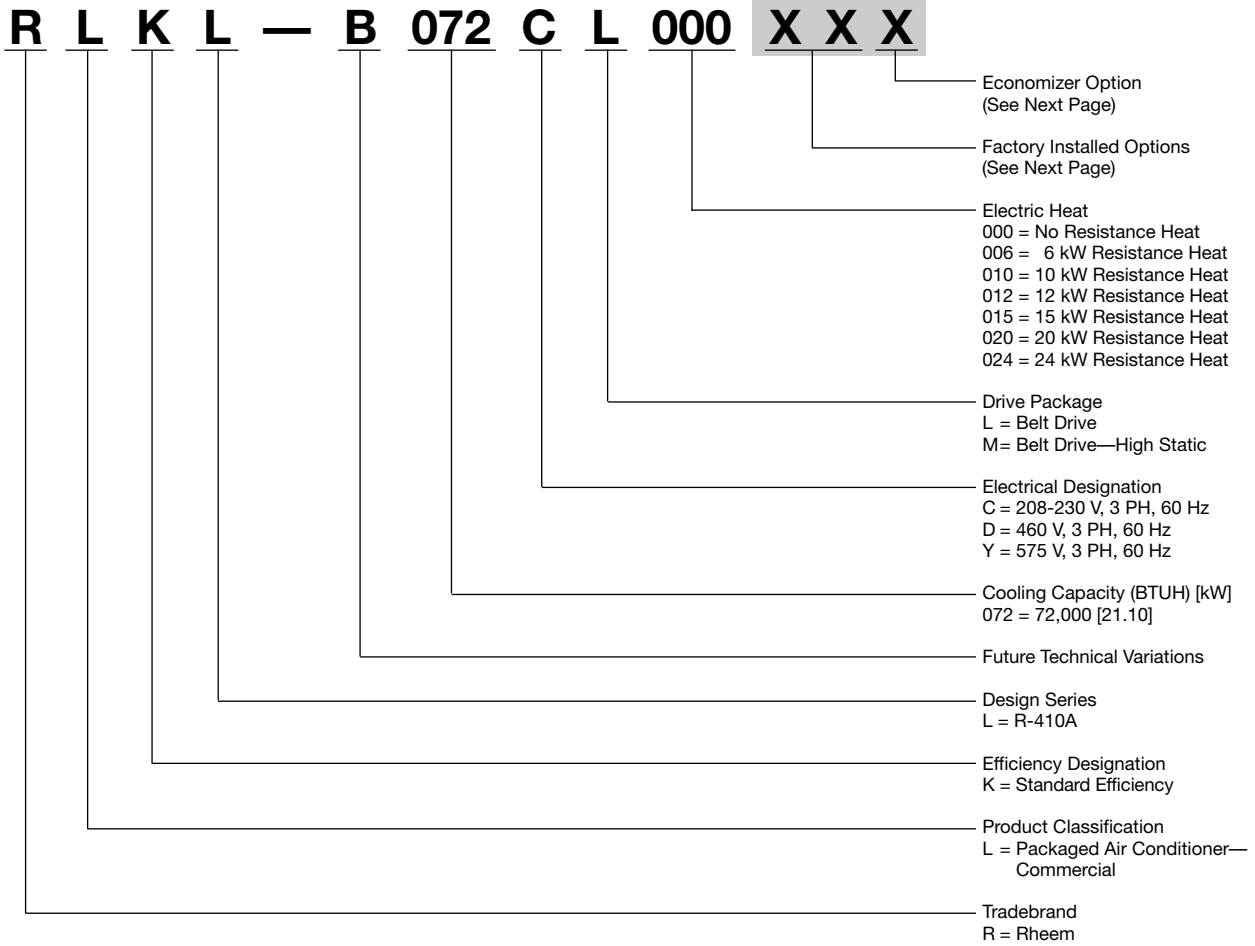 R L K L — B 072 C L 000 X X X
Economizer Option
(See Next Page)
Factory Installed Options
(See Next Page)
Electric Heat
000 = No Resistance Heat
006 = 6 kW Resistance Heat
010 = 10 kW Resistance Heat
012 = 12 kW Resistance Heat
015 = 15 kW Resistance Heat
020 = 20 kW Resistance Heat
024 = 24 kW Resistance Heat
Drive Package
L = Belt Drive
M= Belt Drive—High Static
Electrical Designation
C = 208-230 V, 3 PH, 60 Hz
D = 460 V, 3 PH, 60 Hz
Y = 575 V, 3 PH, 60 Hz
Cooling Capacity (BTUH) [kW]
072 = 72,000 [21.10]
Future Technical Variations
Design Series
L = R-410A
Efficiency Designation
K = Standard Efficiency
Product Classification
L = Packaged Air Conditioner—
Commercial
Tradebrand
R = Rheem